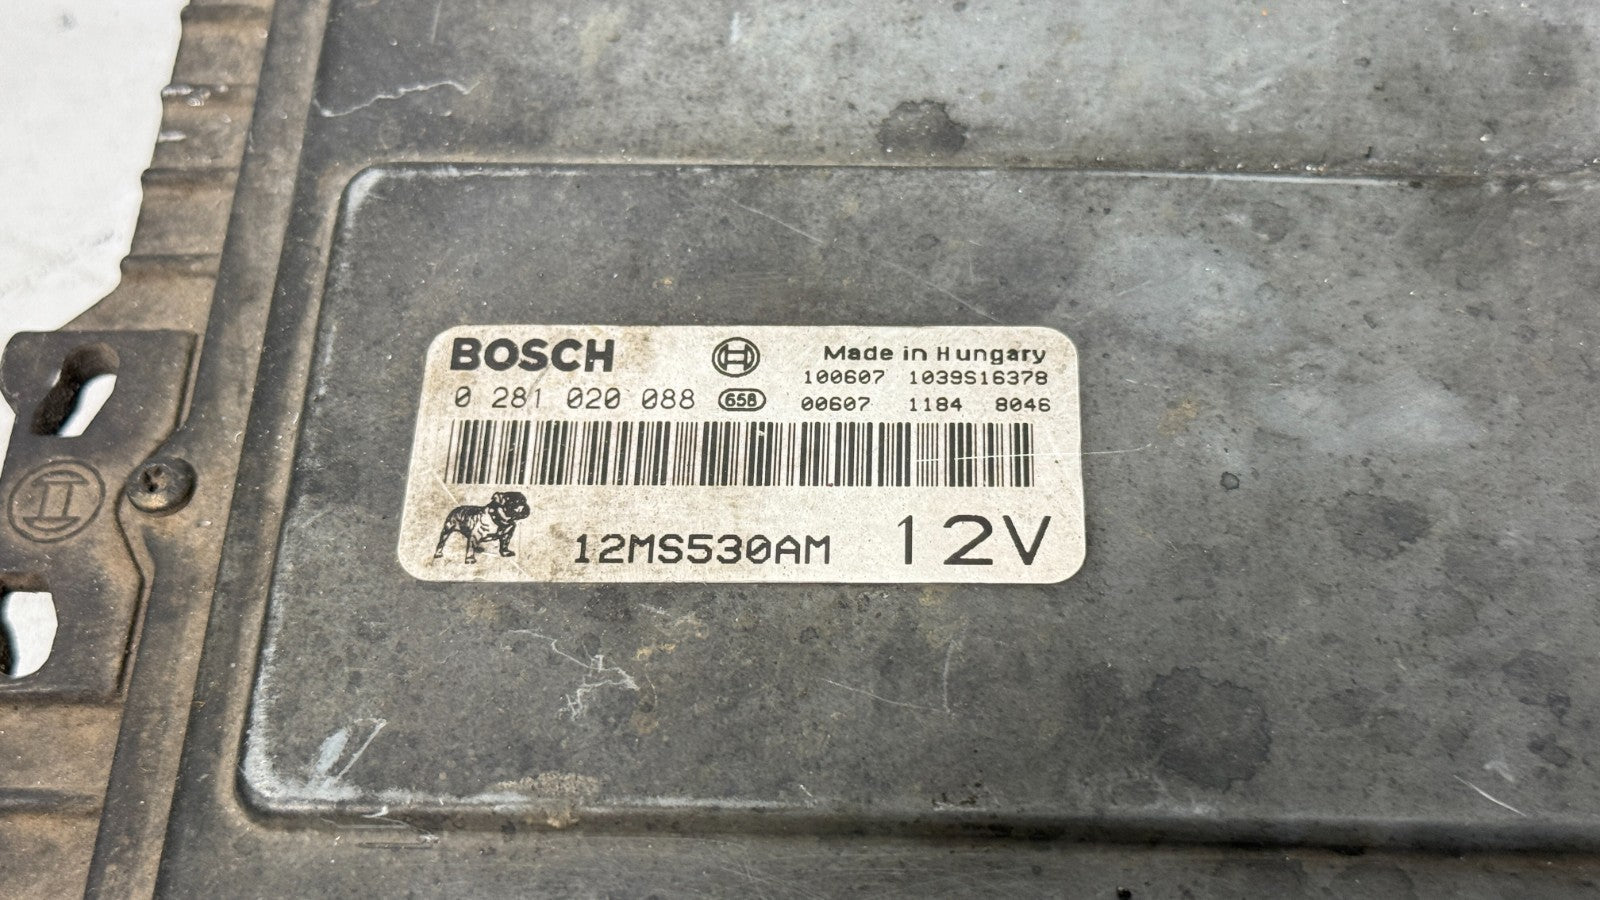 BOSCH
Made in Hungary
100607 1039S16378
0 281 020 088 658 00607 1184 8046
12MS530AM 12V